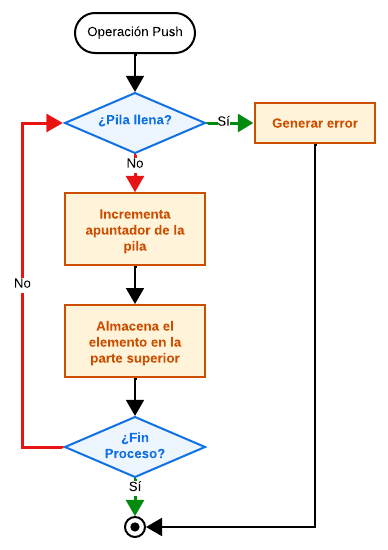 Operación Push
¿Pila llena?
Sí
Generar error
No
Incrementa
apuntador de la
pila
No
Almacena el
elemento en la
parte superior
¿Fin
Proceso?
Sí